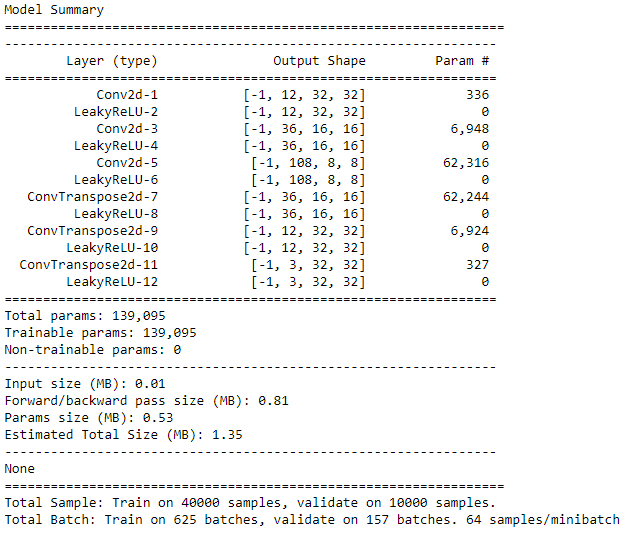 Model Summary
================================================================
----------------------------------------------------------------
        Layer (type)               Output Shape         Param #
================================================================
            Conv2d-1           [-1, 12, 32, 32]             336
         LeakyReLU-2           [-1, 12, 32, 32]               0
            Conv2d-3           [-1, 36, 16, 16]           6,948
         LeakyReLU-4           [-1, 36, 16, 16]               0
            Conv2d-5            [-1, 108, 8, 8]          62,316
         LeakyReLU-6            [-1, 108, 8, 8]               0
   ConvTranspose2d-7           [-1, 36, 16, 16]          62,244
         LeakyReLU-8           [-1, 36, 16, 16]               0
   ConvTranspose2d-9           [-1, 12, 32, 32]           6,924
        LeakyReLU-10           [-1, 12, 32, 32]               0
  ConvTranspose2d-11            [-1, 3, 32, 32]             327
        LeakyReLU-12            [-1, 3, 32, 32]               0
================================================================
Total params: 139,095
Trainable params: 139,095
Non-trainable params: 0
----------------------------------------------------------------
Input size (MB): 0.01
Forward/backward pass size (MB): 0.81
Params size (MB): 0.53
Estimated Total Size (MB): 1.35
----------------------------------------------------------------
None
=================================================================
Total Sample: Train on 40000 samples, validate on 10000 samples.
Total Batch: Train on 625 batches, validate on 157 batches. 64 samples/minibatch